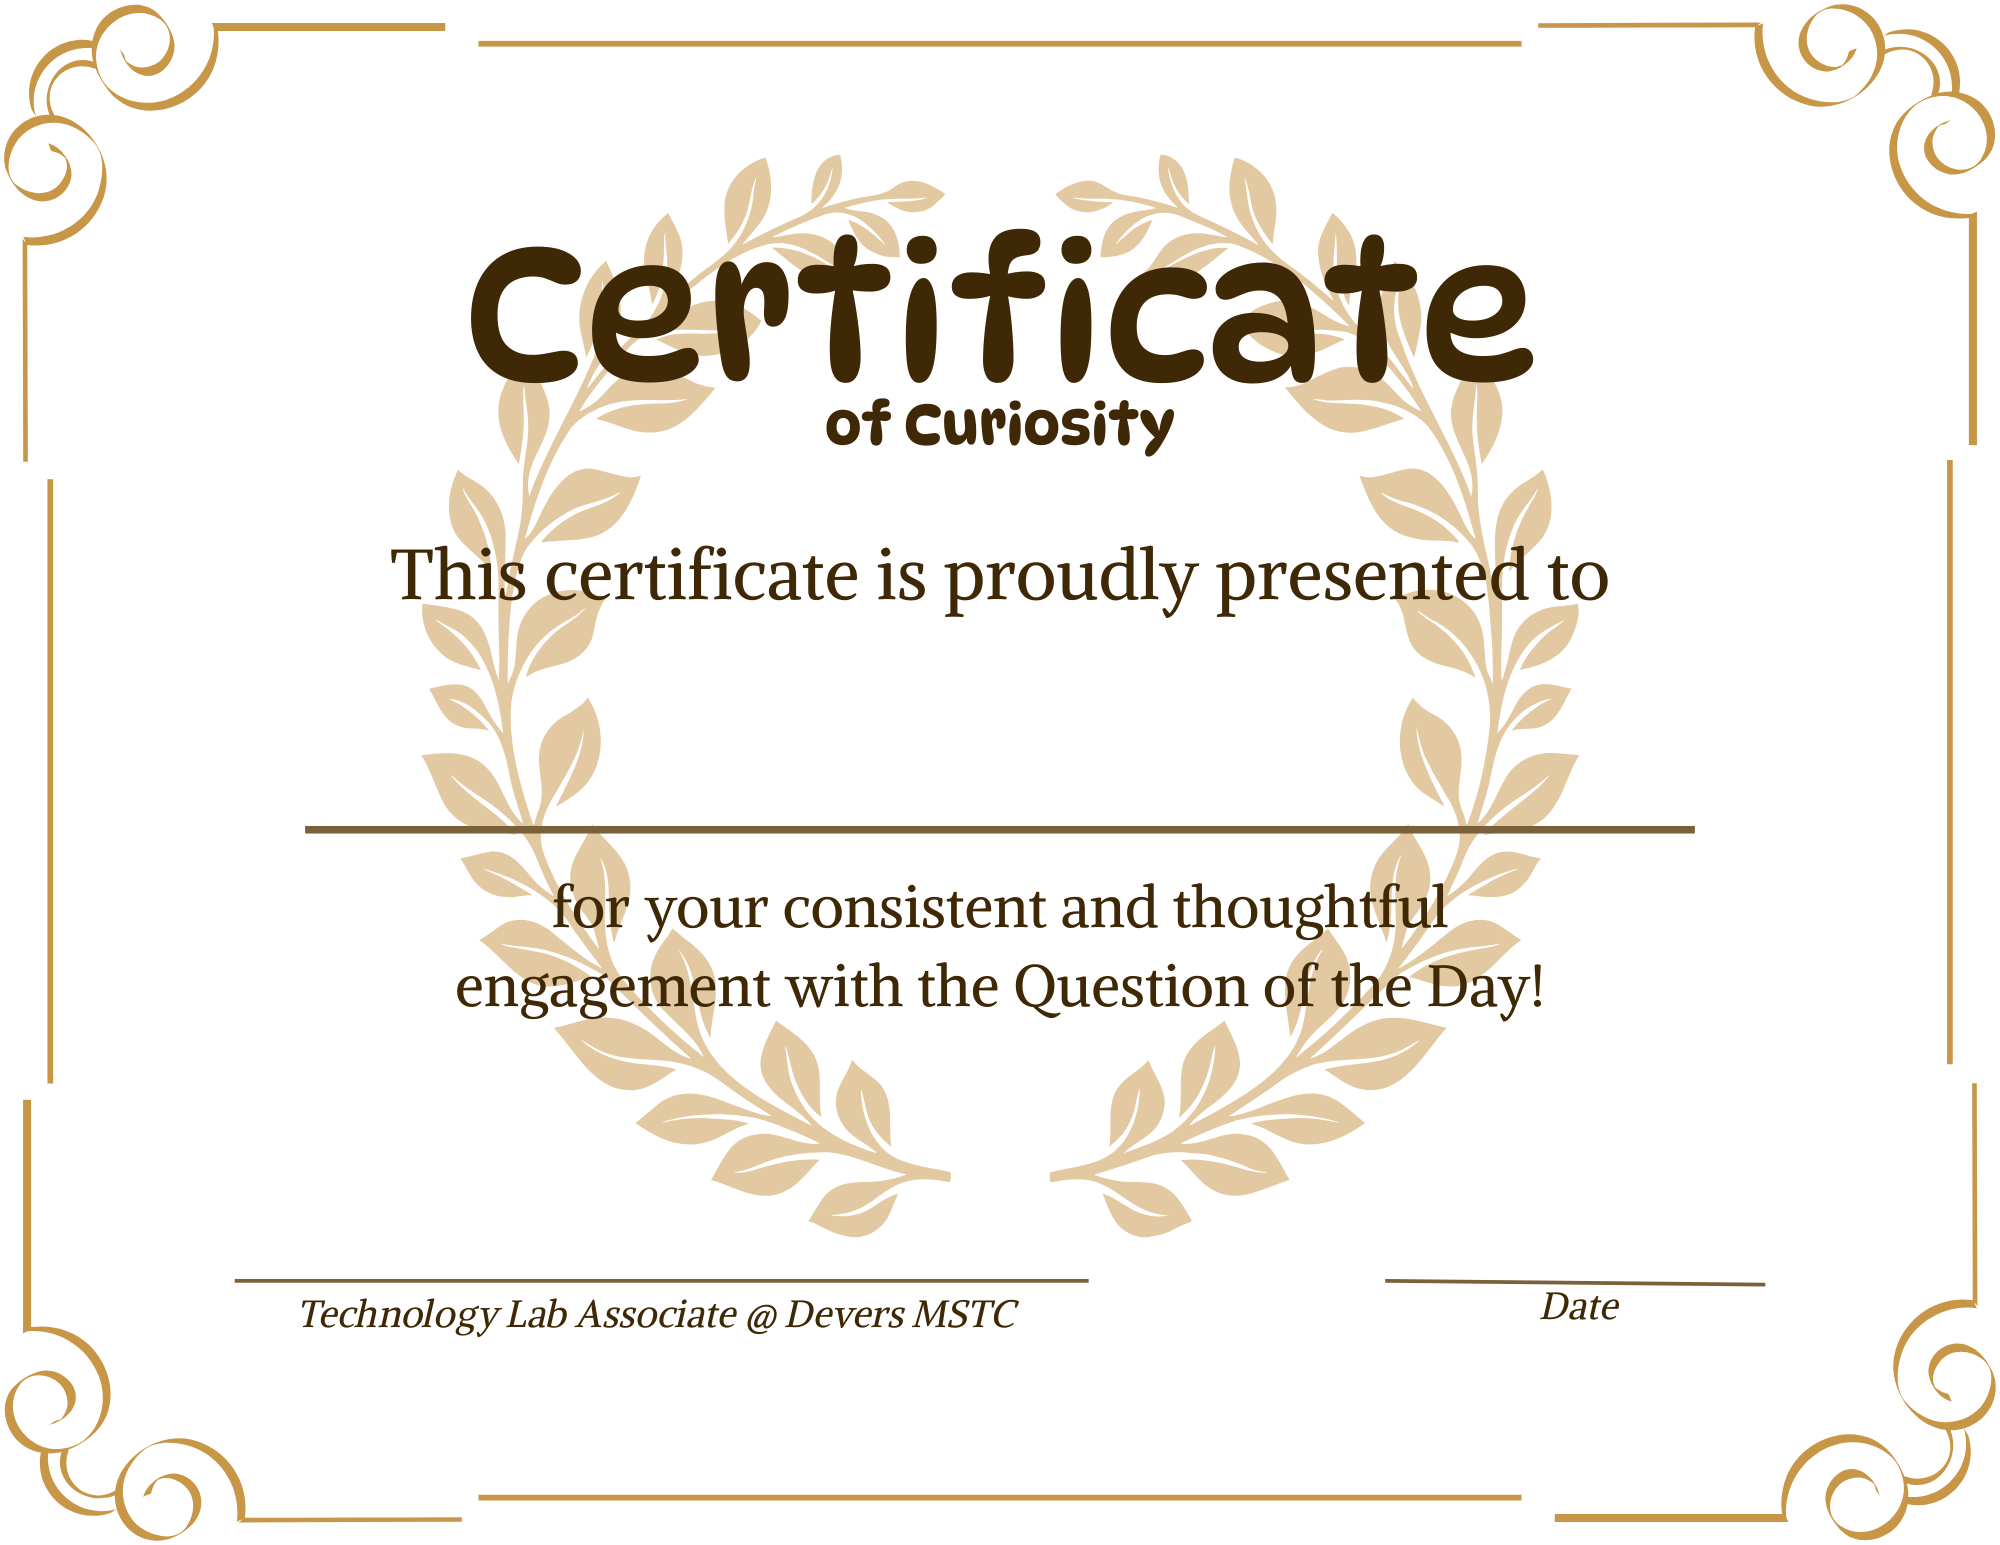 Certificate
of Curiosity
This certificate is proudly presented to
for your consistent and thoughtful
engagement with the Question of the Day!
Technology Lab Associate @ Devers MSTC
Date